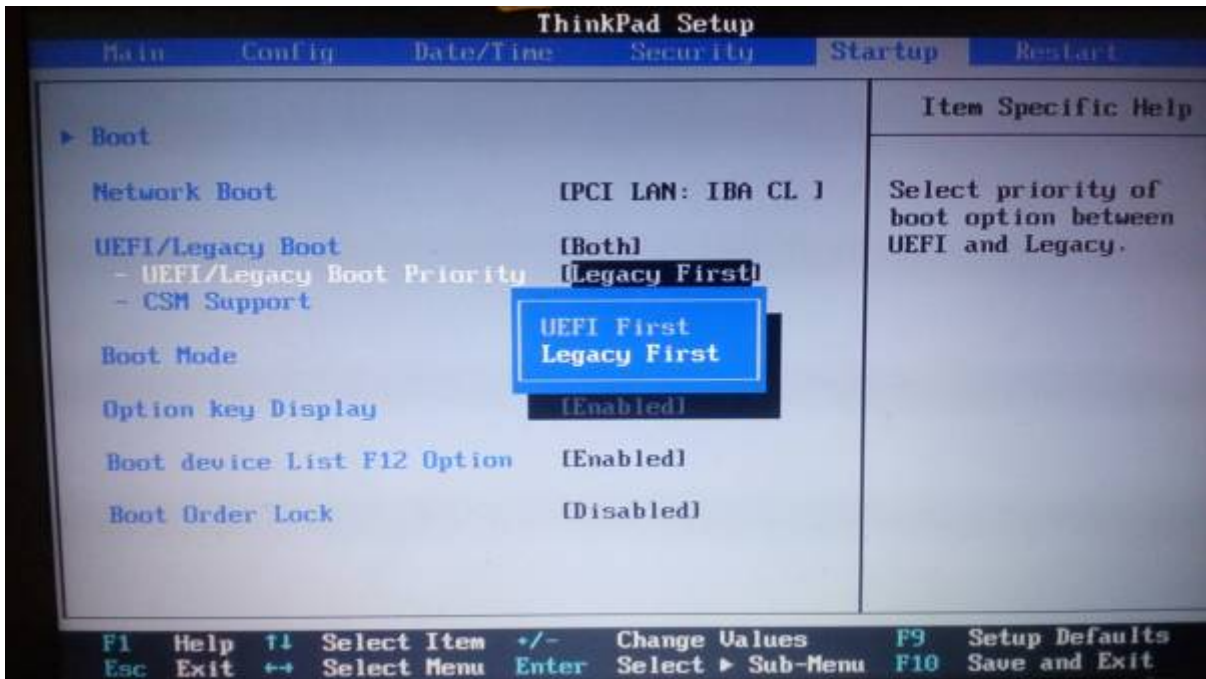 ThinkPad Setup
Main Config Date/Time Security Startup Restart
Item Specific Help
▶ Boot
Network Boot [PCI LAN: IBA CL ]
Select priority of
boot option between
UEFI and Legacy.
UEFI/Legacy Boot [Both]
- UEFI/Legacy Boot Priority [Legacy First]
- CSM Support
UEFI First
Legacy First
Boot Mode
Option key Display [Enabled]
Boot device List F12 Option [Enabled]
Boot Order Lock [Disabled]
F1 Help ↑↓ Select Item +/- Change Values F9 Setup Defaults
Esc Exit ↔ Select Menu Enter Select ▶ Sub-Menu F10 Save and Exit